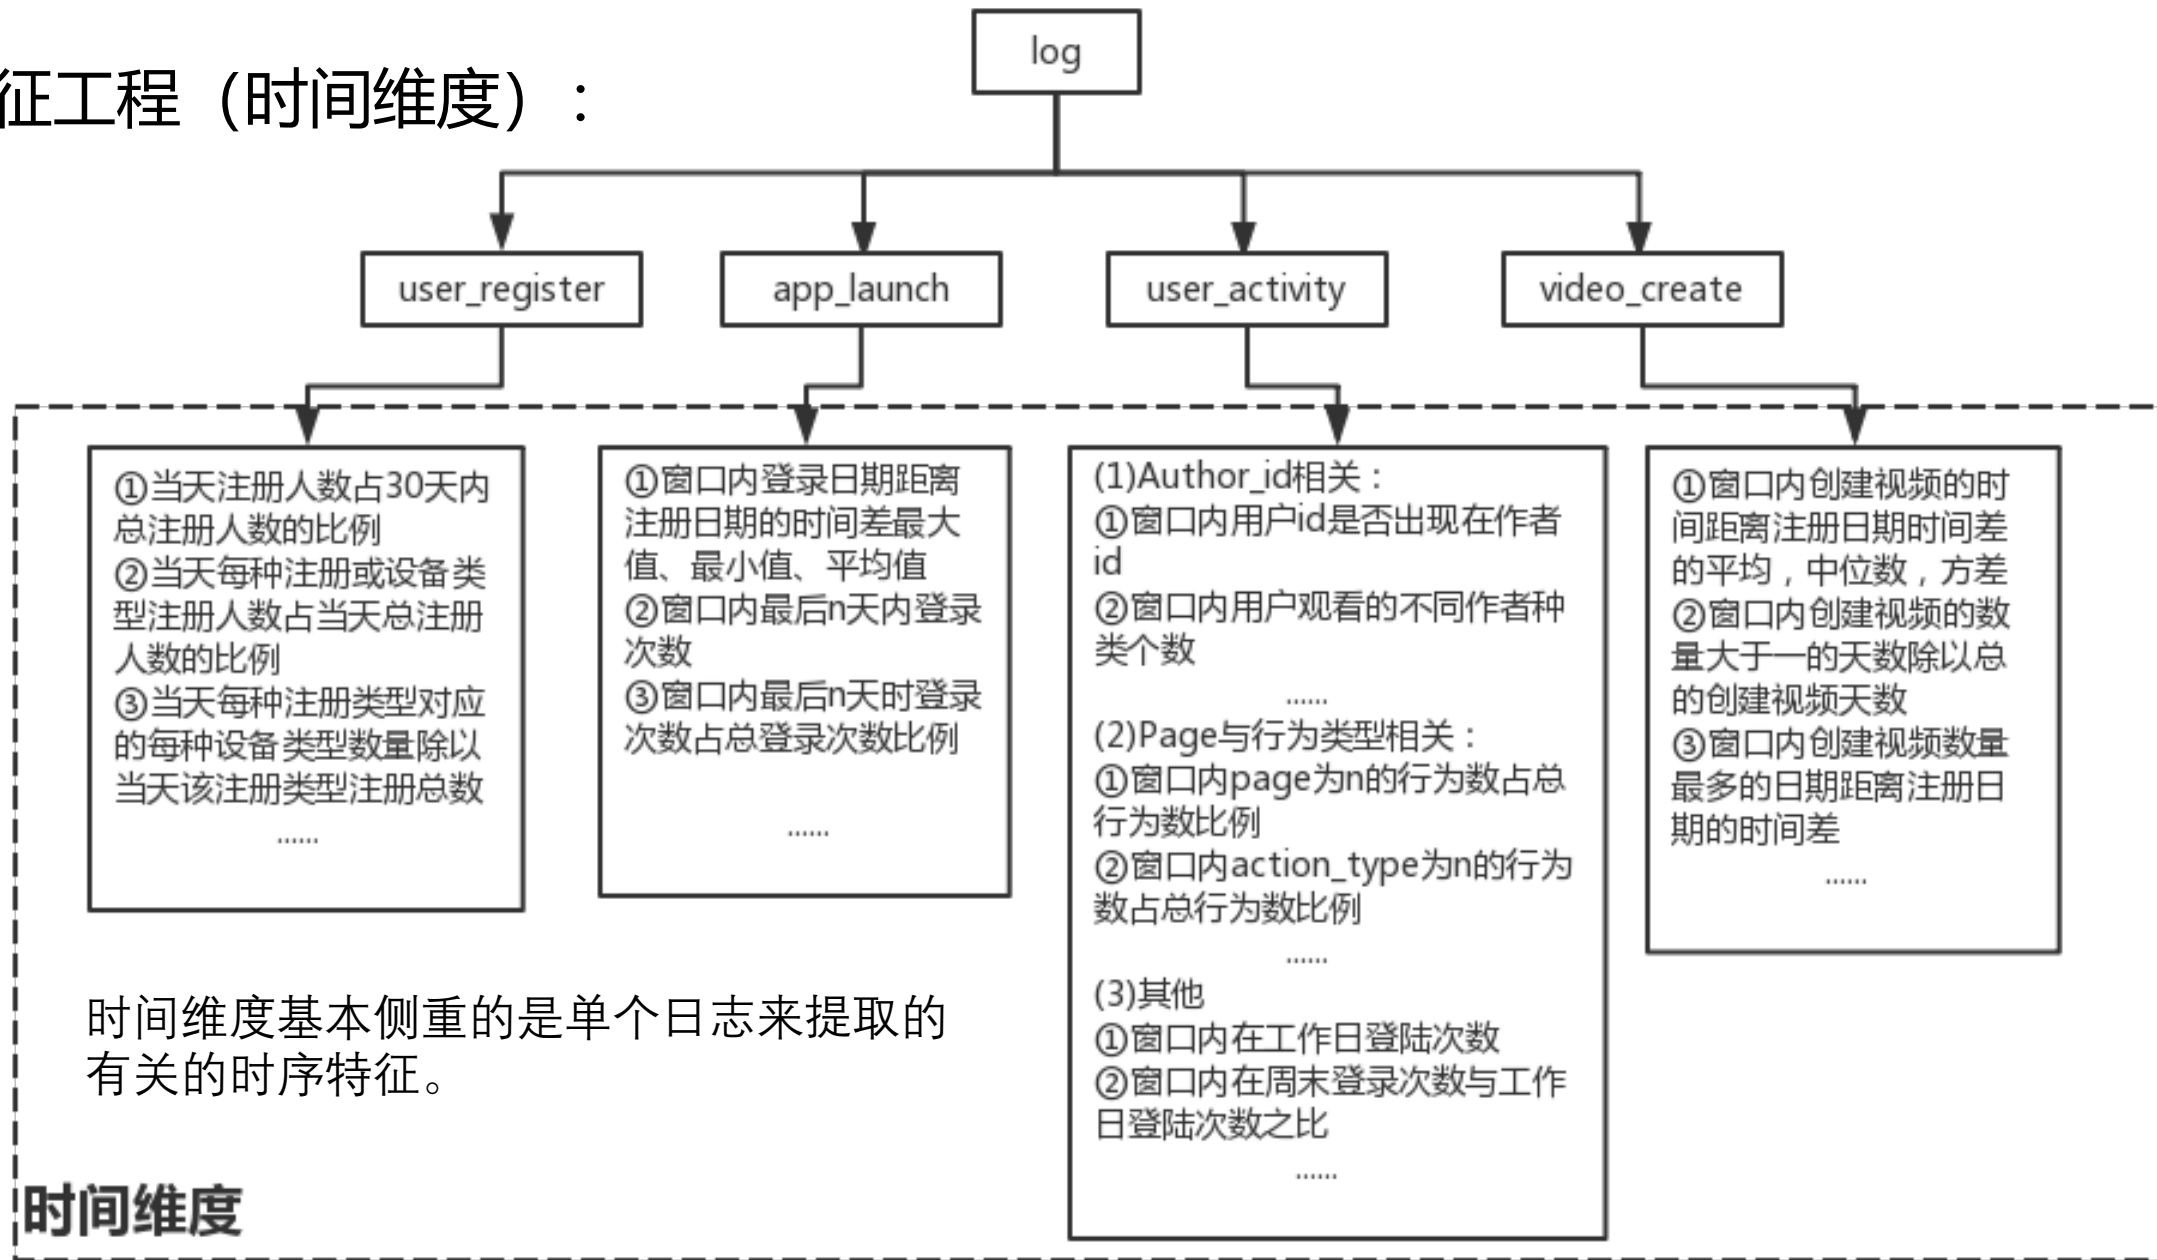 征工程（时间维度）：
log
user_register
app_launch
user_activity
video_create
①当天注册人数占30天内
总注册人数的比例
②当天每种注册或设备类
型注册人数占当天总注册
人数的比例
③当天每种注册类型对应
的每种设备类型数量除以
当天该注册类型注册总数
......
①窗口内登录日期距离
注册日期的时间差最大
值、最小值、平均值
②窗口内最后n天内登录
次数
③窗口内最后n天时登录
次数占总登录次数比例
......
(1)Author_id相关：
①窗口内用户id是否出现在作者
id
②窗口内用户观看的不同作者种
类个数
......
(2)Page与行为类型相关：
①窗口内page为n的行为数占总
行为数比例
②窗口内action_type为n的行为
数占总行为数比例
......
(3)其他
①窗口内在工作日登陆次数
②窗口内在周末登录次数与工作
日登陆次数之比
......
①窗口内创建视频的时
间距离注册日期时间差
的平均，中位数，方差
②窗口内创建视频的数
量大于一的天数除以总
的创建视频天数
③窗口内创建视频数量
最多的日期距离注册日
期的时间差
......
时间维度基本侧重的是单个日志来提取的
有关的时序特征。
时间维度